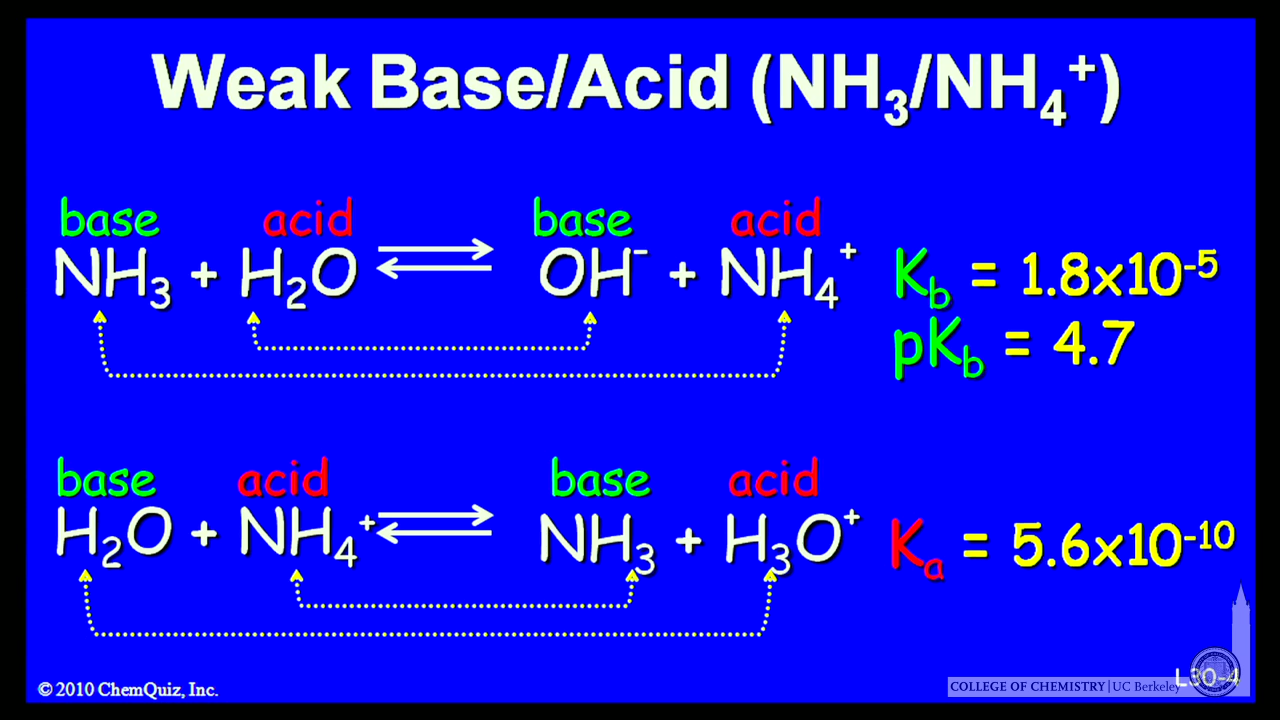 Weak Base/Acid (NH₃/NH₄⁺)
base acid base acid
NH₃ + H₂O ⇌ OH⁻ + NH₄⁺ K_b = 1.8x10⁻⁵
pK_b = 4.7
base acid base acid
H₂O + NH₄⁺ ⇌ NH₃ + H₃O⁺ Kₐ = 5.6x10⁻¹⁰
© 2010 ChemQuiz, Inc.
COLLEGE OF CHEMISTRY | UC Berkeley
L30-4